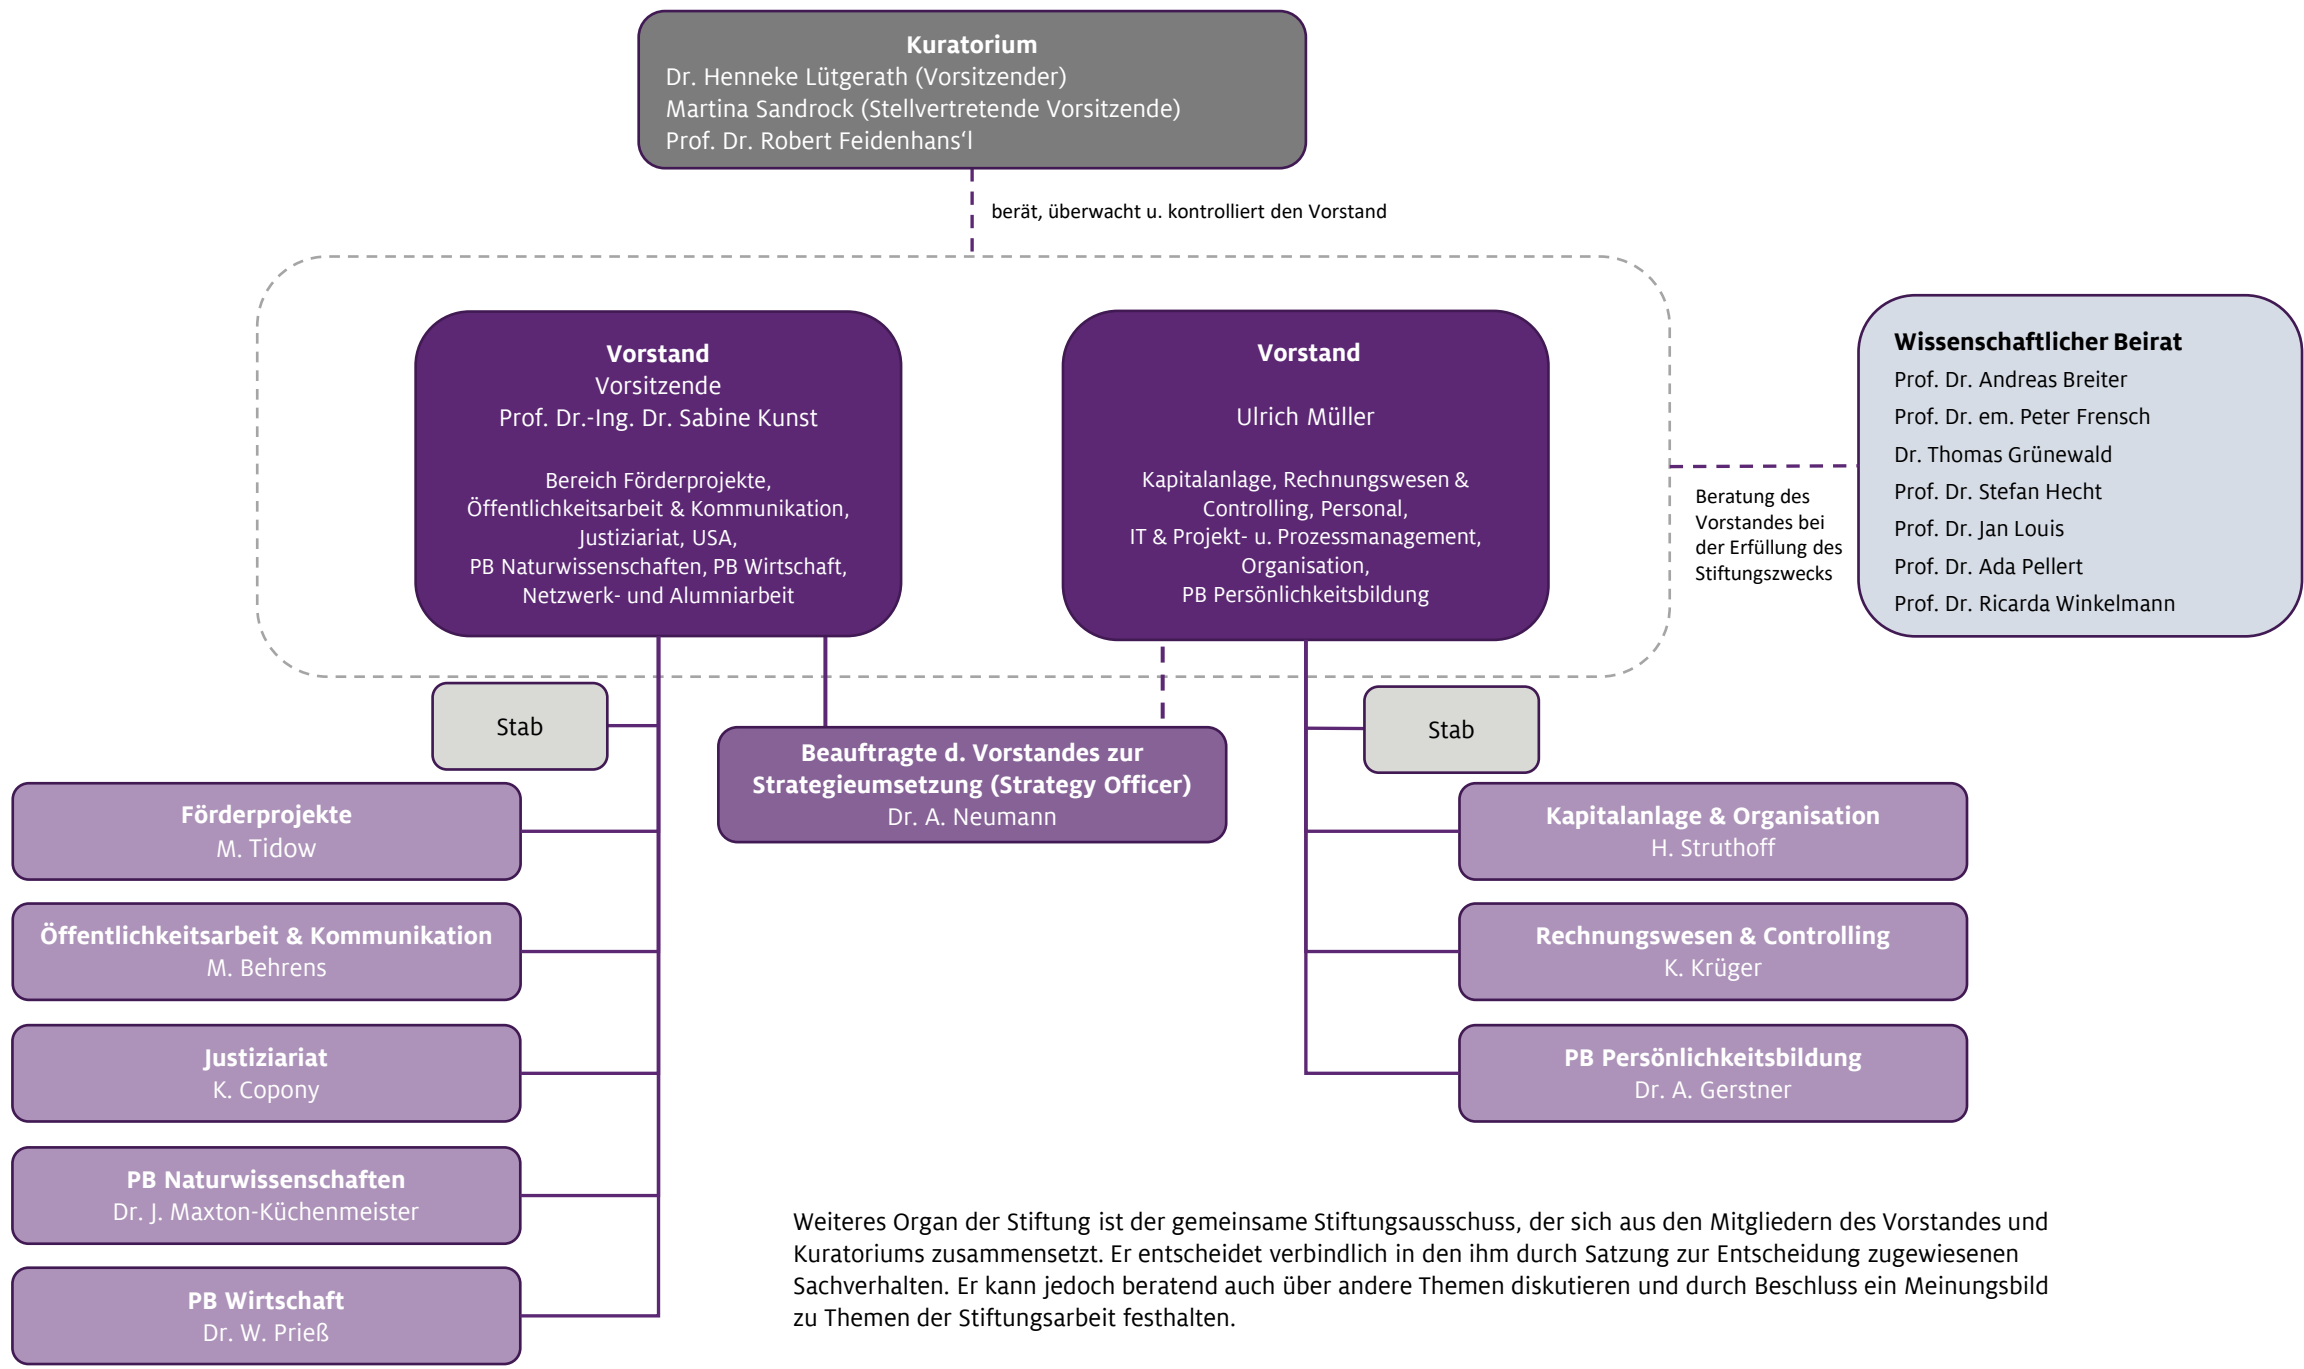 Kuratorium
Dr. Henneke Lütgerath (Vorsitzender)
Martina Sandrock (Stellvertretende Vorsitzende)
Prof. Dr. Robert Feidenhans‘l
berät, überwacht u. kontrolliert den Vorstand
Vorstand
Vorsitzende
Prof. Dr.-Ing. Dr. Sabine Kunst
Bereich Förderprojekte,
Öffentlichkeitsarbeit & Kommunikation,
Justiziariat, USA,
PB Naturwissenschaften, PB Wirtschaft,
Netzwerk- und Alumniarbeit
Vorstand
Ulrich Müller
Kapitalanlage, Rechnungswesen &
Controlling, Personal,
IT & Projekt- u. Prozessmanagement,
Organisation,
PB Persönlichkeitsbildung
Beratung des
Vorstandes bei
der Erfüllung des
Stiftungszwecks
Wissenschaftlicher Beirat
Prof. Dr. Andreas Breiter
Prof. Dr. em. Peter Frensch
Dr. Thomas Grünewald
Prof. Dr. Stefan Hecht
Prof. Dr. Jan Louis
Prof. Dr. Ada Pellert
Prof. Dr. Ricarda Winkelmann
Stab
Beauftragte d. Vorstandes zur
Strategieumsetzung (Strategy Officer)
Dr. A. Neumann
Stab
Förderprojekte
M. Tidow
Öffentlichkeitsarbeit & Kommunikation
M. Behrens
Justiziariat
K. Copony
PB Naturwissenschaften
Dr. J. Maxton-Küchenmeister
PB Wirtschaft
Dr. W. Prieß
Kapitalanlage & Organisation
H. Struthoff
Rechnungswesen & Controlling
K. Krüger
PB Persönlichkeitsbildung
Dr. A. Gerstner
Weiteres Organ der Stiftung ist der gemeinsame Stiftungsausschuss, der sich aus den Mitgliedern des Vorstandes und
Kuratoriums zusammensetzt. Er entscheidet verbindlich in den ihm durch Satzung zur Entscheidung zugewiesenen
Sachverhalten. Er kann jedoch beratend auch über andere Themen diskutieren und durch Beschluss ein Meinungsbild
zu Themen der Stiftungsarbeit festhalten.